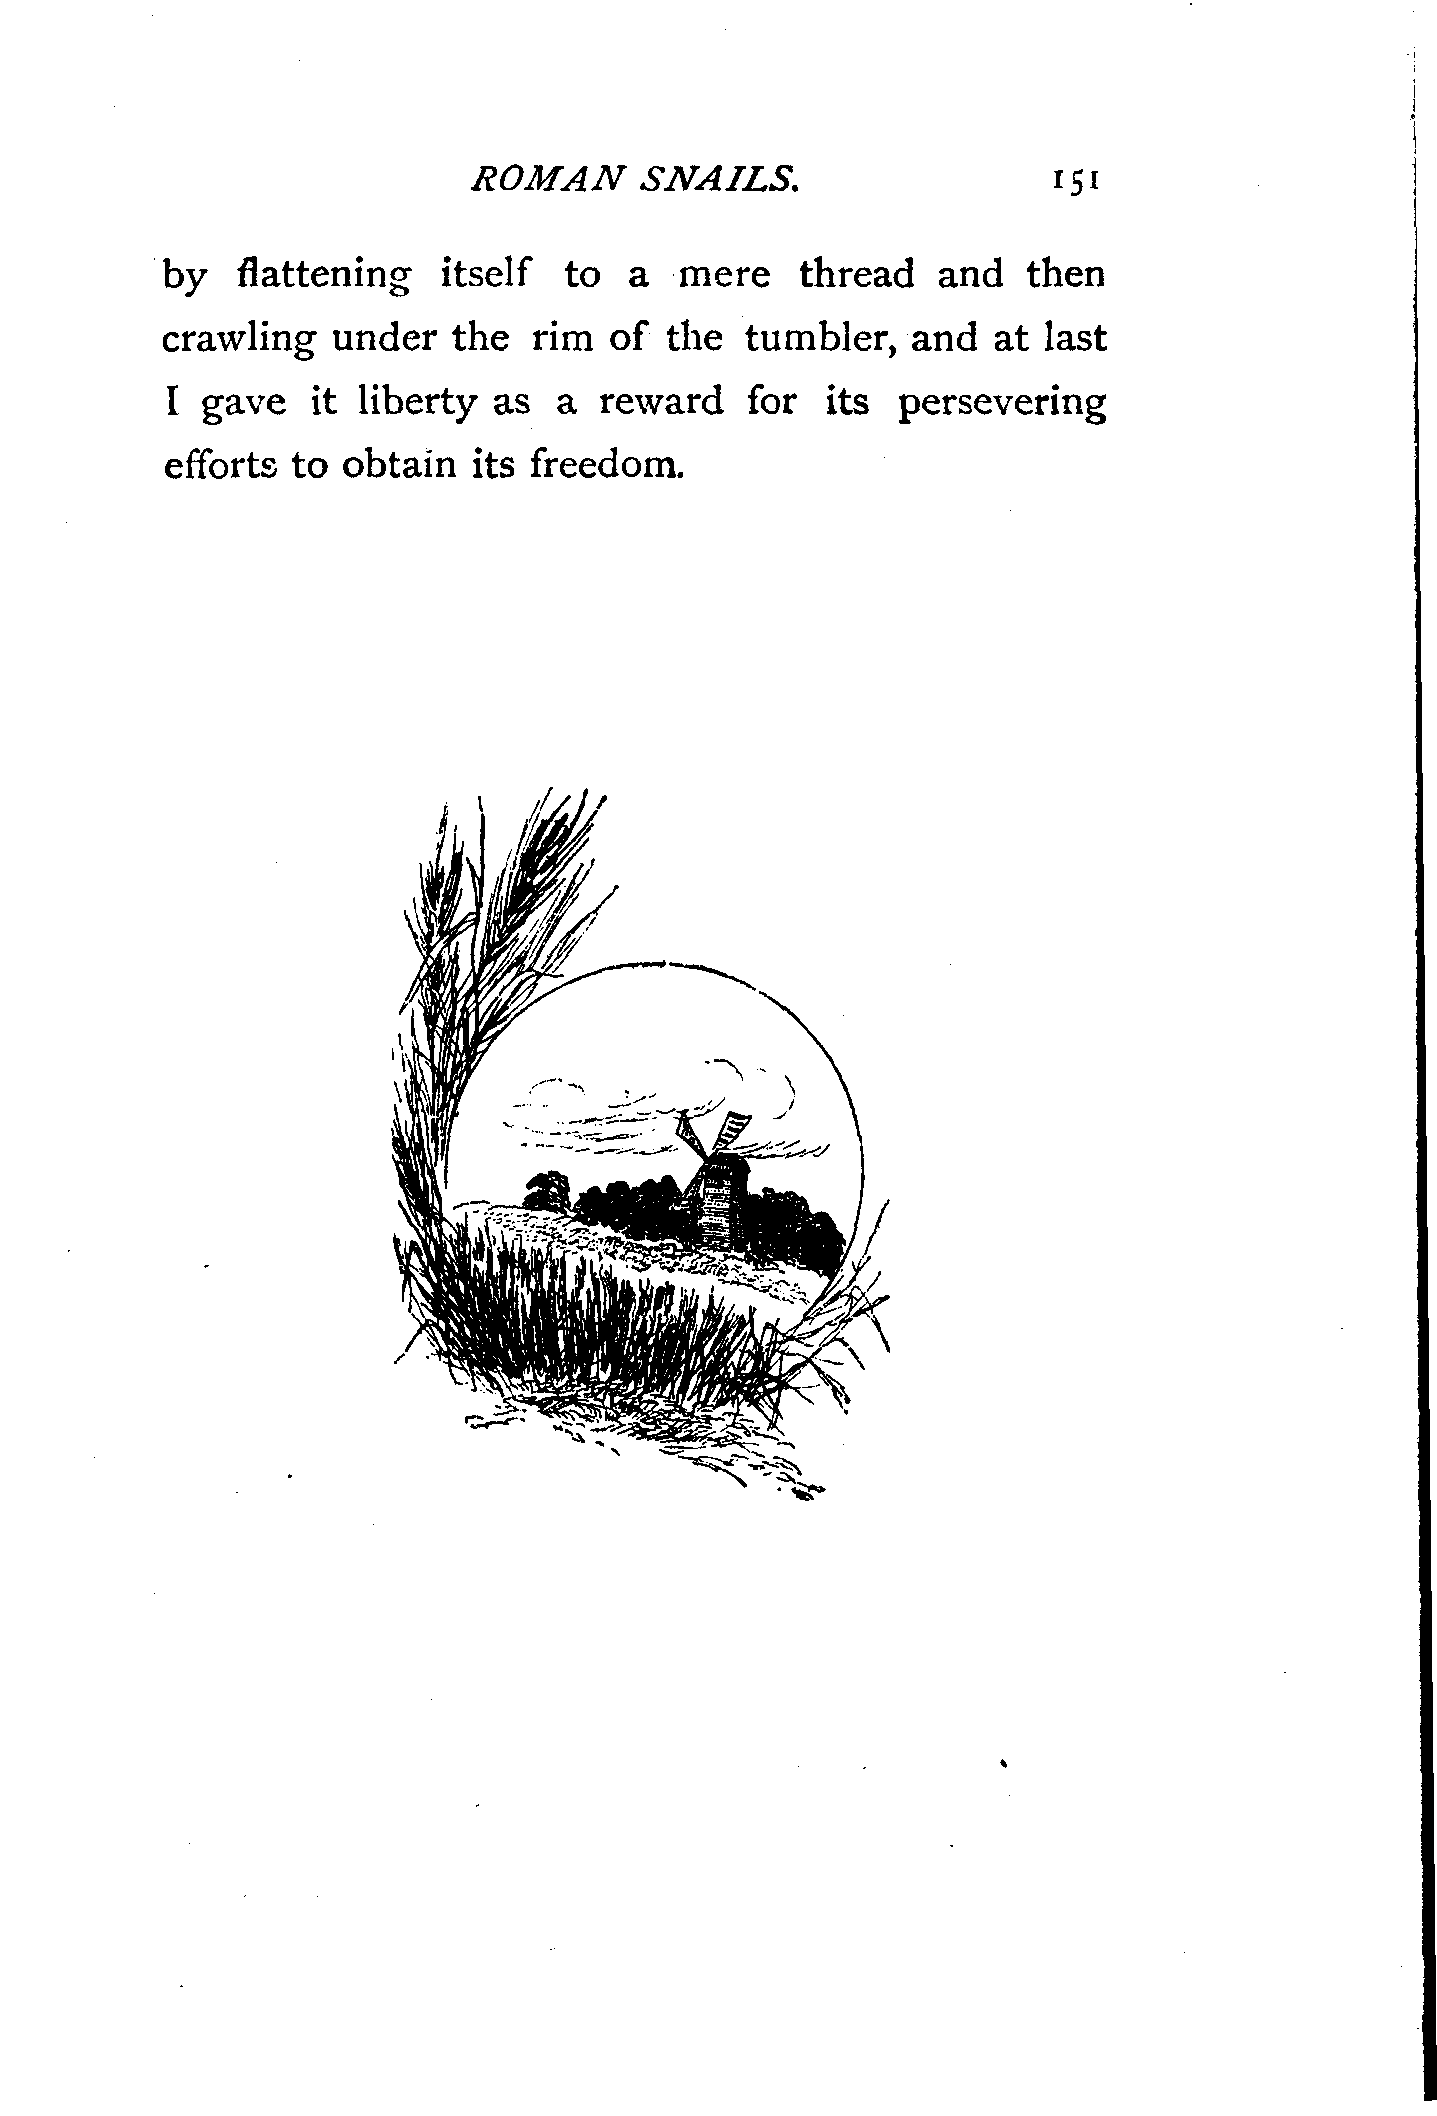 ROMAN SNAILS. 151
by flattening itself to a mere thread and then
crawling under the rim of the tumbler, and at last
I gave it liberty as a reward for its persevering
efforts to obtain its freedom.